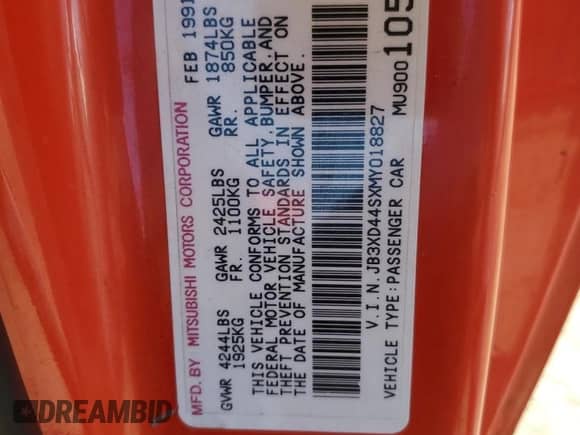 MFD. BY MITSUBISHI MOTORS CORPORATION FEB 1991
GVWR 4244LBS GAWR 2425LBS GAWR 1874LBS
1925KG FR. 1100KG RR. 850KG
THIS VEHICLE CONFORMS TO ALL APPLICABLE
FEDERAL MOTOR VEHICLE SAFETY,BUMPER,AND
THEFT PREVENTION STANDARDS IN EFFECT ON
THE DATE OF MANUFACTURE SHOWN ABOVE.
V.I.N.JB3XD44SXMY018827
VEHICLE TYPE:PASSENGER CAR MU900 105
DREAMBID